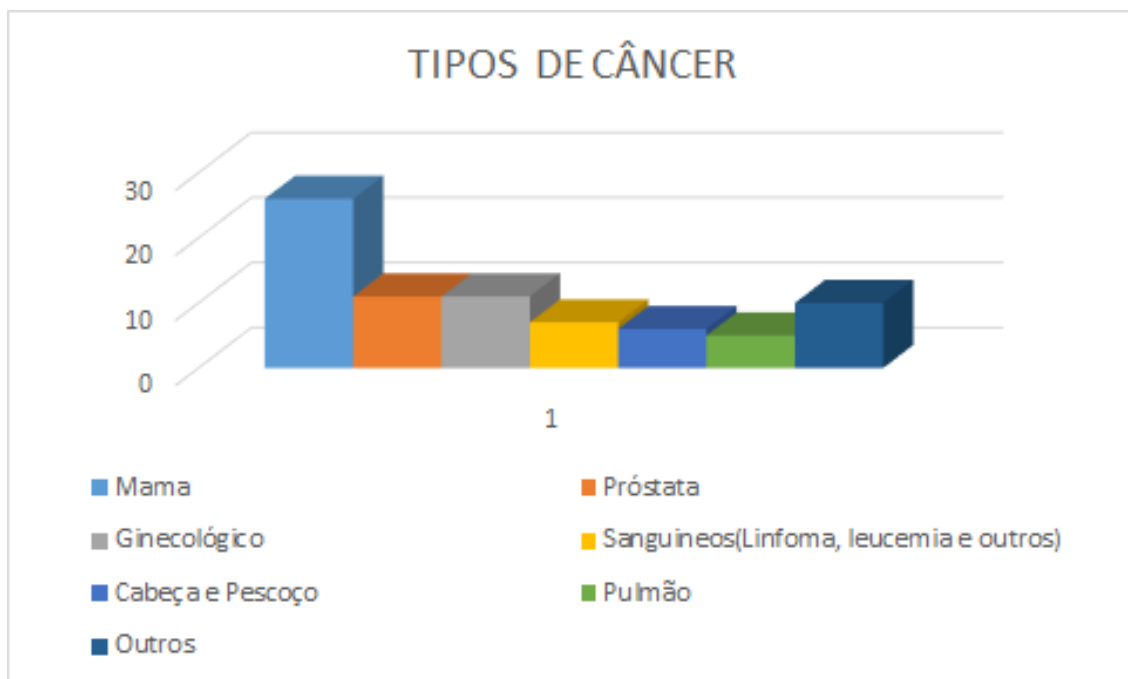 TIPOS DE CÂNCER
30
20
10
0
1
Mama
Próstata
Ginecológico
Sanguineos(Linfoma, leucemia e outros)
Cabeça e Pescoço
Pulmão
Outros